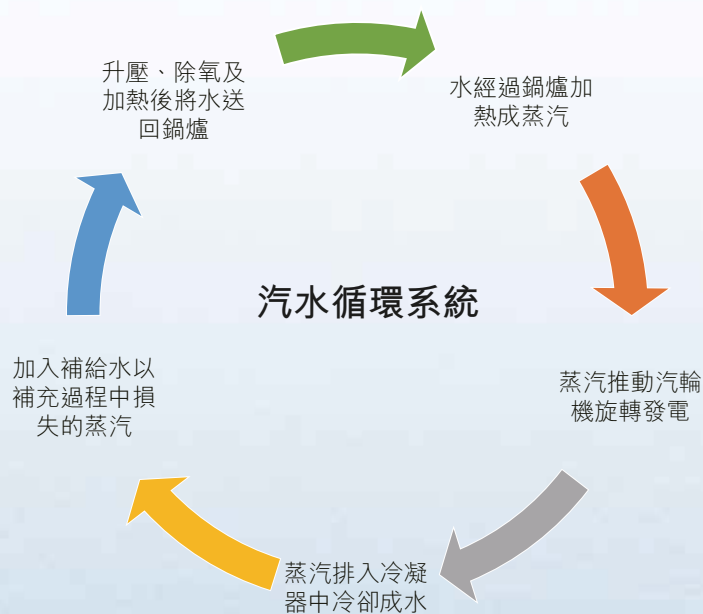 升壓、除氧及
加熱後將水送
回鍋爐
水經過鍋爐加
熱成蒸汽
汽水循環系統
加入補給水以
補充過程中損
失的蒸汽
蒸汽推動汽輪
機旋轉發電
蒸汽排入冷凝
器中冷卻成水